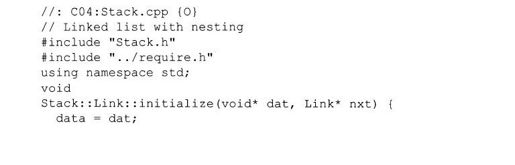 //: C04:Stack.cpp {O}
// Linked list with nesting
#include "Stack.h"
#include "../require.h"
using namespace std;
void
Stack::Link::initialize(void* dat, Link* nxt) {
  data = dat;